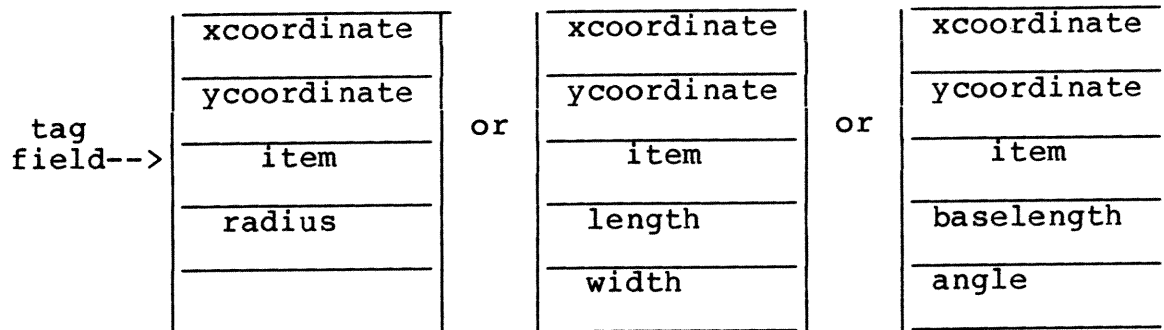 xcoordinate xcoordinate xcoordinate
ycoordinate ycoordinate ycoordinate
tag or or
field--> item item item
radius length baselength
width angle